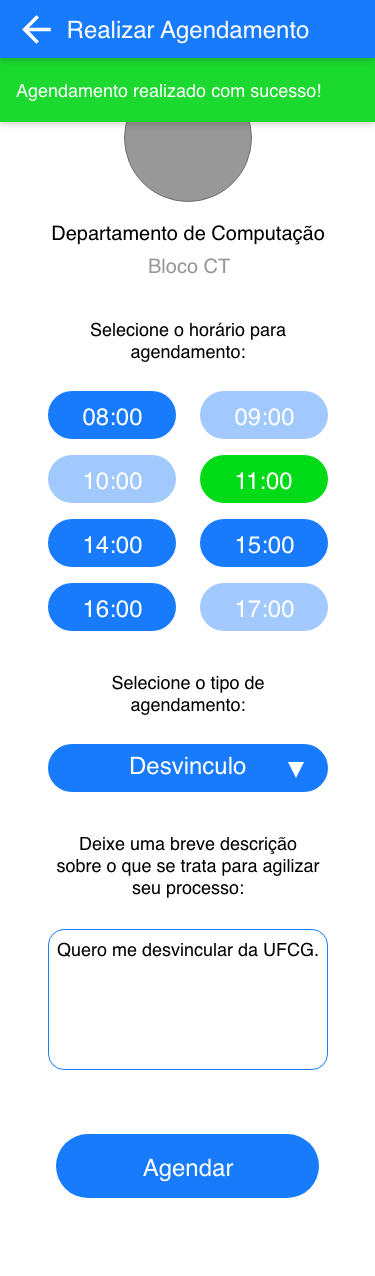 Realizar Agendamento
Agendamento realizado com sucesso!
Departamento de Computação
Bloco CT
Selecione o horário para
agendamento:
08:00 09:00
10:00 11:00
14:00 15:00
16:00 17:00
Selecione o tipo de
agendamento:
Desvinculo
Deixe uma breve descrição
sobre o que se trata para agilizar
seu processo:
Quero me desvincular da UFCG.
Agendar